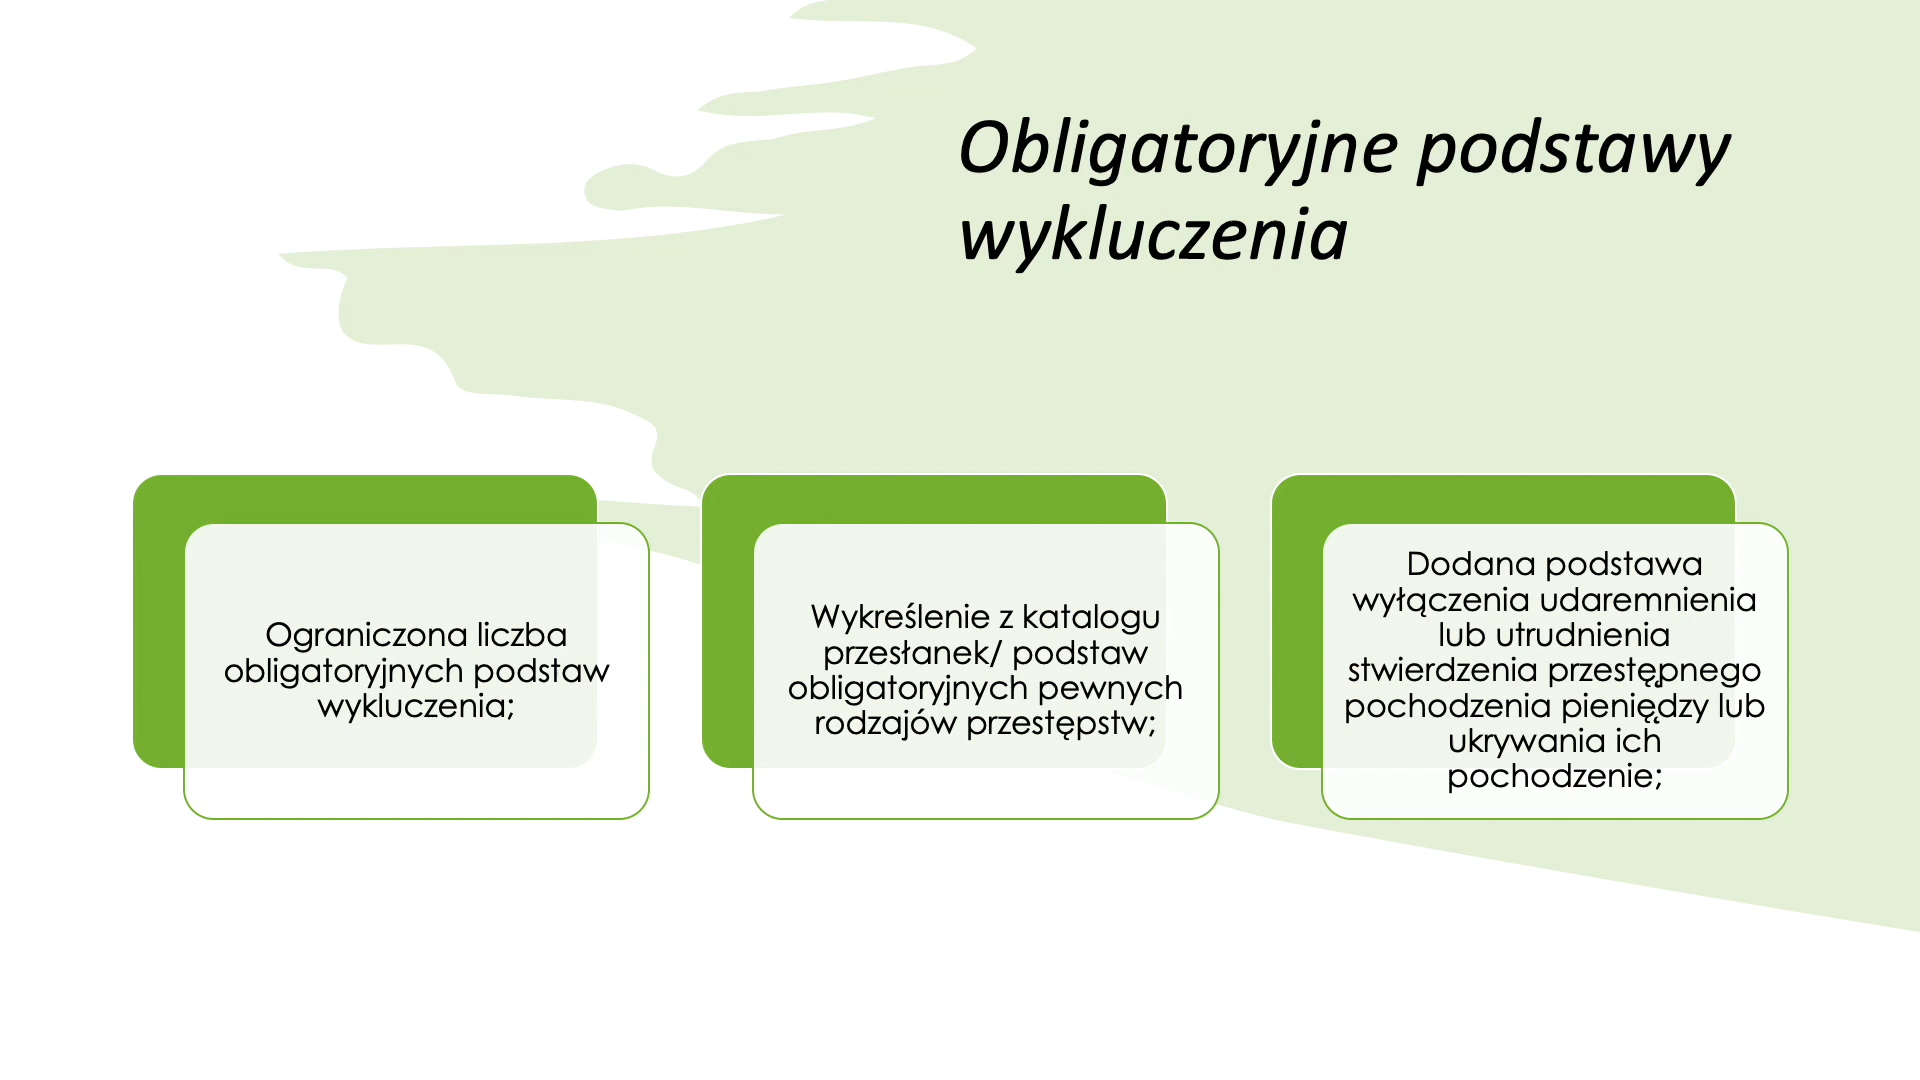 Obligatoryjne podstawy
wykluczenia
Ograniczona liczba
obligatoryjnych podstaw
wykluczenia;
Wykreślenie z katalogu
przesłanek/ podstaw
obligatoryjnych pewnych
rodzajów przestępstw;
Dodana podstawa
wyłączenia udaremnienia
lub utrudnienia
stwierdzenia przestępnego
pochodzenia pieniędzy lub
ukrywania ich
pochodzenie;